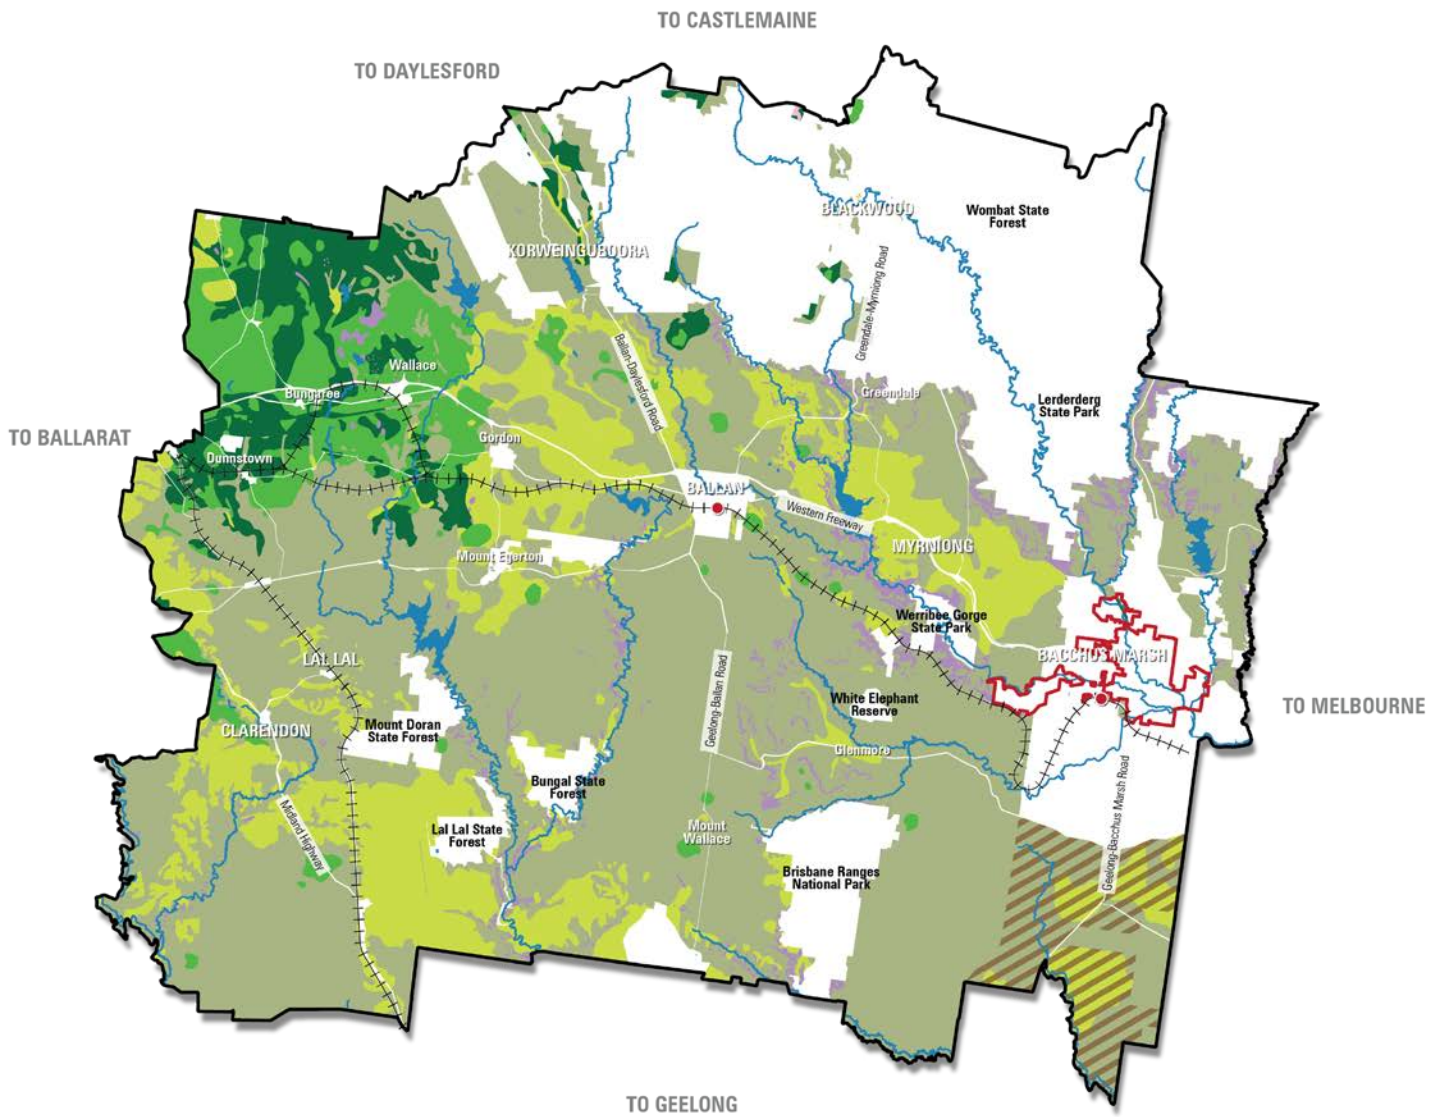 TO CASTLEMAINE
TO DAYLESFORD
BLACKWOOD
Wombat State
Forest
KORWEINGUBOORA
Greendale-Myrniong Road
Ballan-Daylesford Road
Wallace
Bungaree
Greendale
Lerderderg
State Park
TO BALLARAT
Gordon
Dunnstown
BALLAN
Western Freeway
MYRNIONG
Mount Egerton
Werribee Gorge
State Park
LAL LAL
BACCHUS MARSH
Geelong-Ballan Road
White Elephant
Reserve
TO MELBOURNE
CLARENDON
Mount Doran
State Forest
Glenmore
Bungal State
Forest
Geelong-Bacchus Marsh Road
Midland Highway
Lal Lal State
Forest
Mount
Wallace
Brisbane Ranges
National Park
TO GEELONG